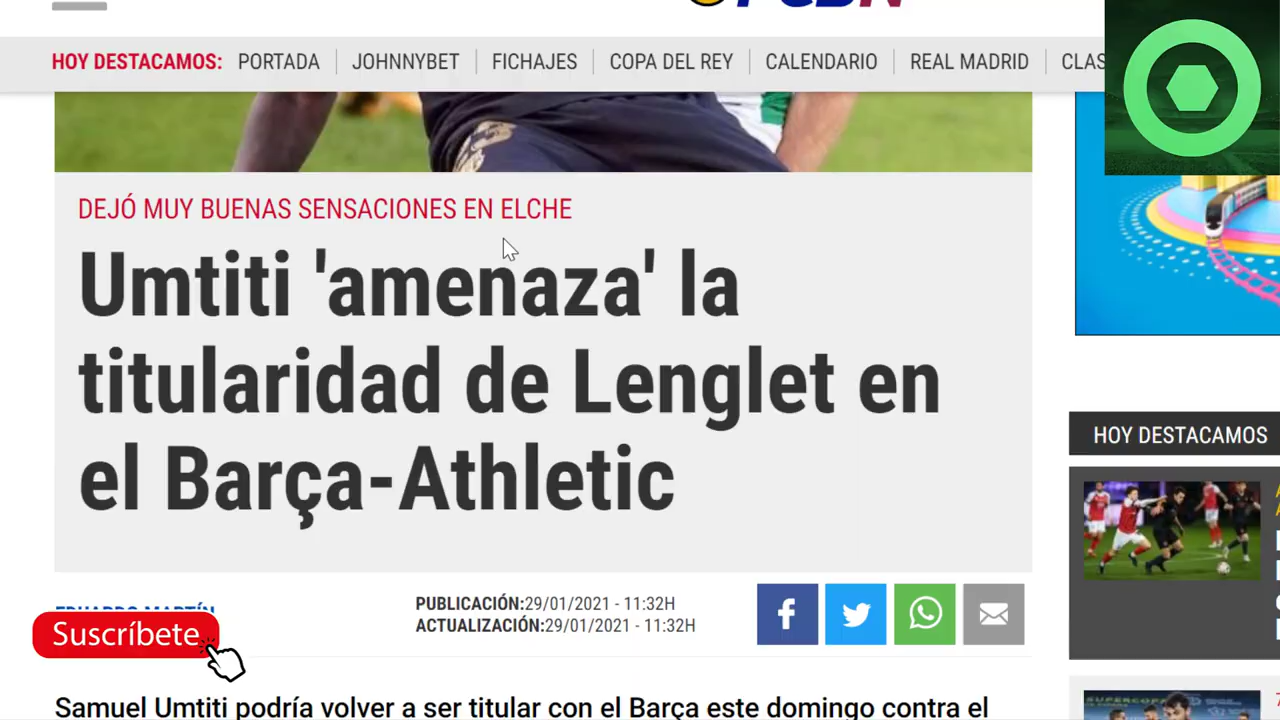 HOY DESTACAMOS: PORTADA JOHNNYBET FICHAJES COPA DEL REY CALENDARIO REAL MADRID
DEJÓ MUY BUENAS SENSACIONES EN ELCHE
Umtiti 'amenaza' la
titularidad de Lenglet en
el Barça-Athletic
HOY DESTACAMOS
PUBLICACIÓN:29/01/2021 - 11:32H
ACTUALIZACIÓN:29/01/2021 - 11:32H
Suscríbete
Samuel Umtiti podría volver a ser titular con el Barça este domingo contra el